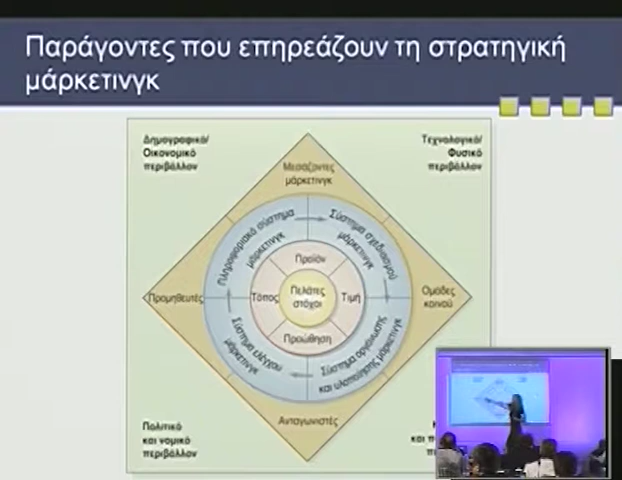 Παράγοντες που επηρεάζουν τη στρατηγική
μάρκετινγκ
Δημογραφικό/
Οικονομικό
περιβάλλον
Τεχνολογικό/
Φυσικό
περιβάλλον
Μεσάζοντες
μάρκετινγκ
Πληροφοριακό σύστημα
μάρκετινγκ
Σύστημα σχεδιασμού
μάρκετινγκ
Προϊόν
Προμηθευτές
Τόπος
Πελάτες
στόχοι
Τιμή
Ομάδες
κοινού
Προώθηση
Σύστημα ελέγχου
μάρκετινγκ
Σύστημα οργάνωσης
και υλοποίησης μάρκετινγκ
Ανταγωνιστές
Πολιτικό
και νομικό
περιβάλλον
και